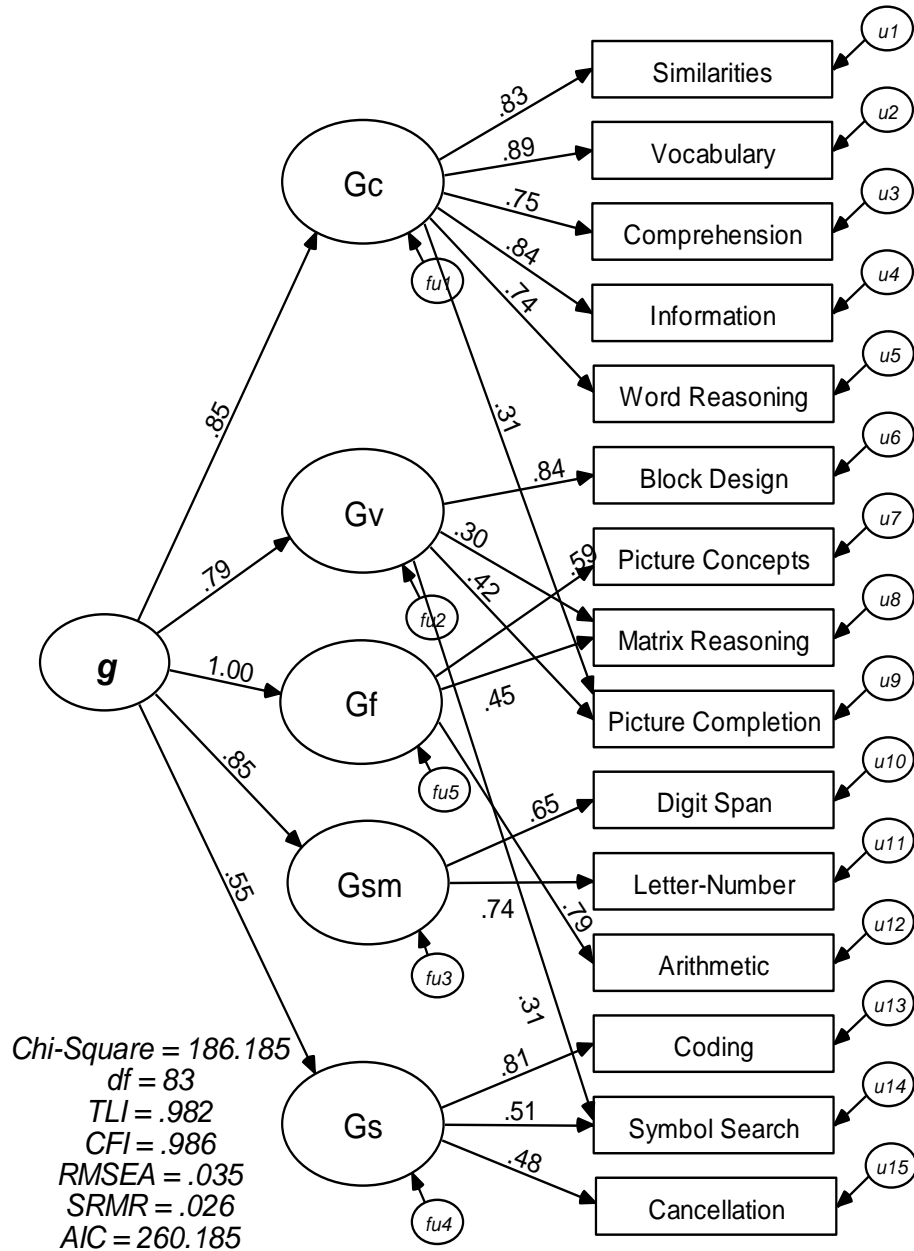 u1
Similarities
.83
u2
Vocabulary
.89
Gc
u3
.75
Comprehension
.84
u4
fu1
.74
Information
u5
Word Reasoning
.31
.85
u6
.84
Block Design
Gv
u7
.30
.59
Picture Concepts
.79
.42
u8
fu2
Matrix Reasoning
g
1.00
u9
.45
Gf
Picture Completion
u10
fu5
.85
.65
Digit Span
u11
Gsm
Letter-Number
.74
.79
u12
.55
fu3
Arithmetic
.31
u13
Chi-Square = 186.185
Coding
.81
df = 83
u14
TLI = .982
.51
Gs
Symbol Search
CFI = .986
.48
u15
RMSEA = .035
SRMR = .026
Cancellation
fu4
AIC = 260.185